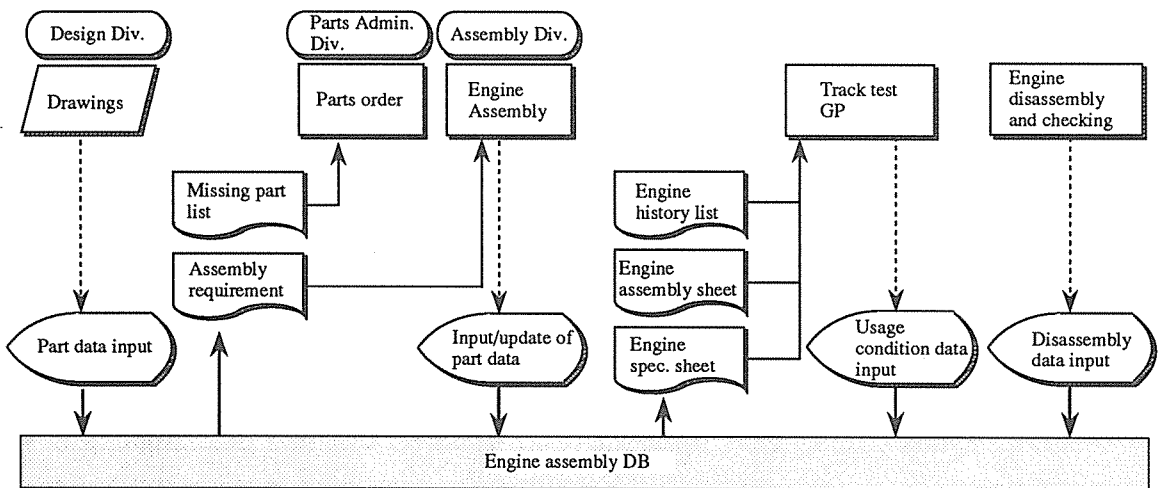 Design Div.
Parts Admin.
Div.
Assembly Div.
Drawings
Parts order
Engine
Assembly
Track test
GP
Engine
disassembly
and checking
Missing part
list
Engine
history list
Assembly
requirement
Engine
assembly sheet
Part data input
Input/update of
part data
Engine
spec. sheet
Usage
condition data
input
Disassembly
data input
Engine assembly DB